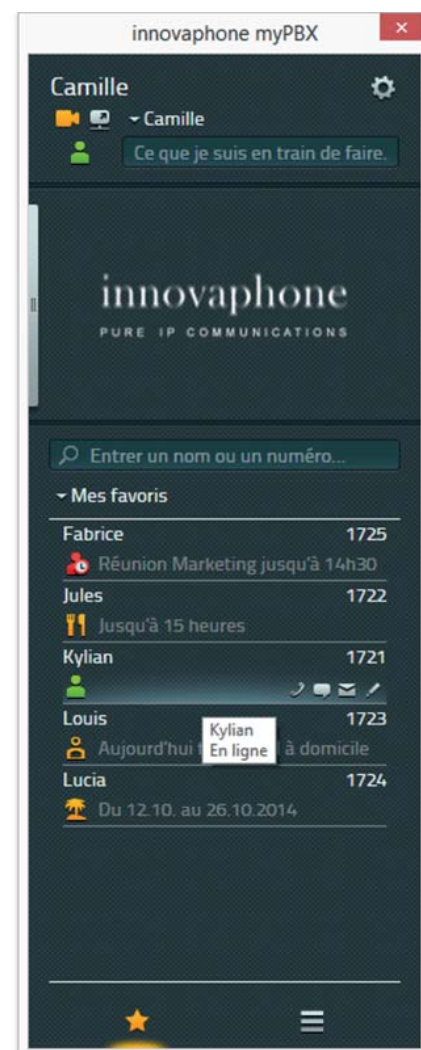 innovaphone myPBX
Camille
Camille
Ce que je suis en train de faire.
innovaphone
PURE IP COMMUNICATIONS
Entrer un nom ou un numéro...
Mes favoris
Fabrice 1725
Réunion Marketing jusqu'à 14h30
Jules 1722
Jusqu'à 15 heures
Kylian 1721
Louis 1723
Kylian
Aujourd'hui à domicile
En ligne
Lucia 1724
Du 12.10. au 26.10.2014